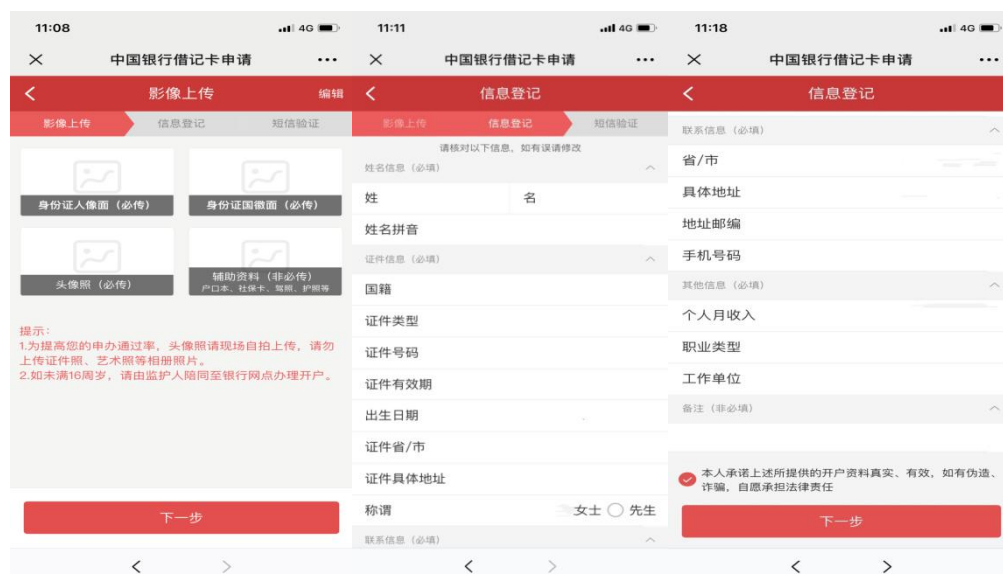 11:08
4G
中国银行借记卡申请
影像上传
编辑
影像上传
信息登记
短信验证
身份证人像面（必传）
身份证国徽面（必传）
头像照（必传）
辅助资料（非必传）
户口本、社保卡、驾照、护照等
提示：
1.为提高您的申办通过率，头像照请现场自拍上传，请勿
上传证件照、艺术照等相册照片。
2.如未满16周岁，请由监护人陪同至银行网点办理开户。
下一步
11:11
4G
中国银行借记卡申请
信息登记
影像上传
信息登记
短信验证
请核对以下信息，如有误请修改
姓名信息（必填）
姓
名
姓名拼音
证件信息（必填）
国籍
证件类型
证件号码
证件有效期
出生日期
证件省/市
证件具体地址
称谓
女士
先生
联系信息（必填）
11:18
4G
中国银行借记卡申请
信息登记
联系信息（必填）
省/市
具体地址
地址邮编
手机号码
其他信息（必填）
个人月收入
职业类型
工作单位
备注（非必填）
本人承诺上述所提供的开户资料真实、有效，如有伪造、
诈骗，自愿承担法律责任
下一步